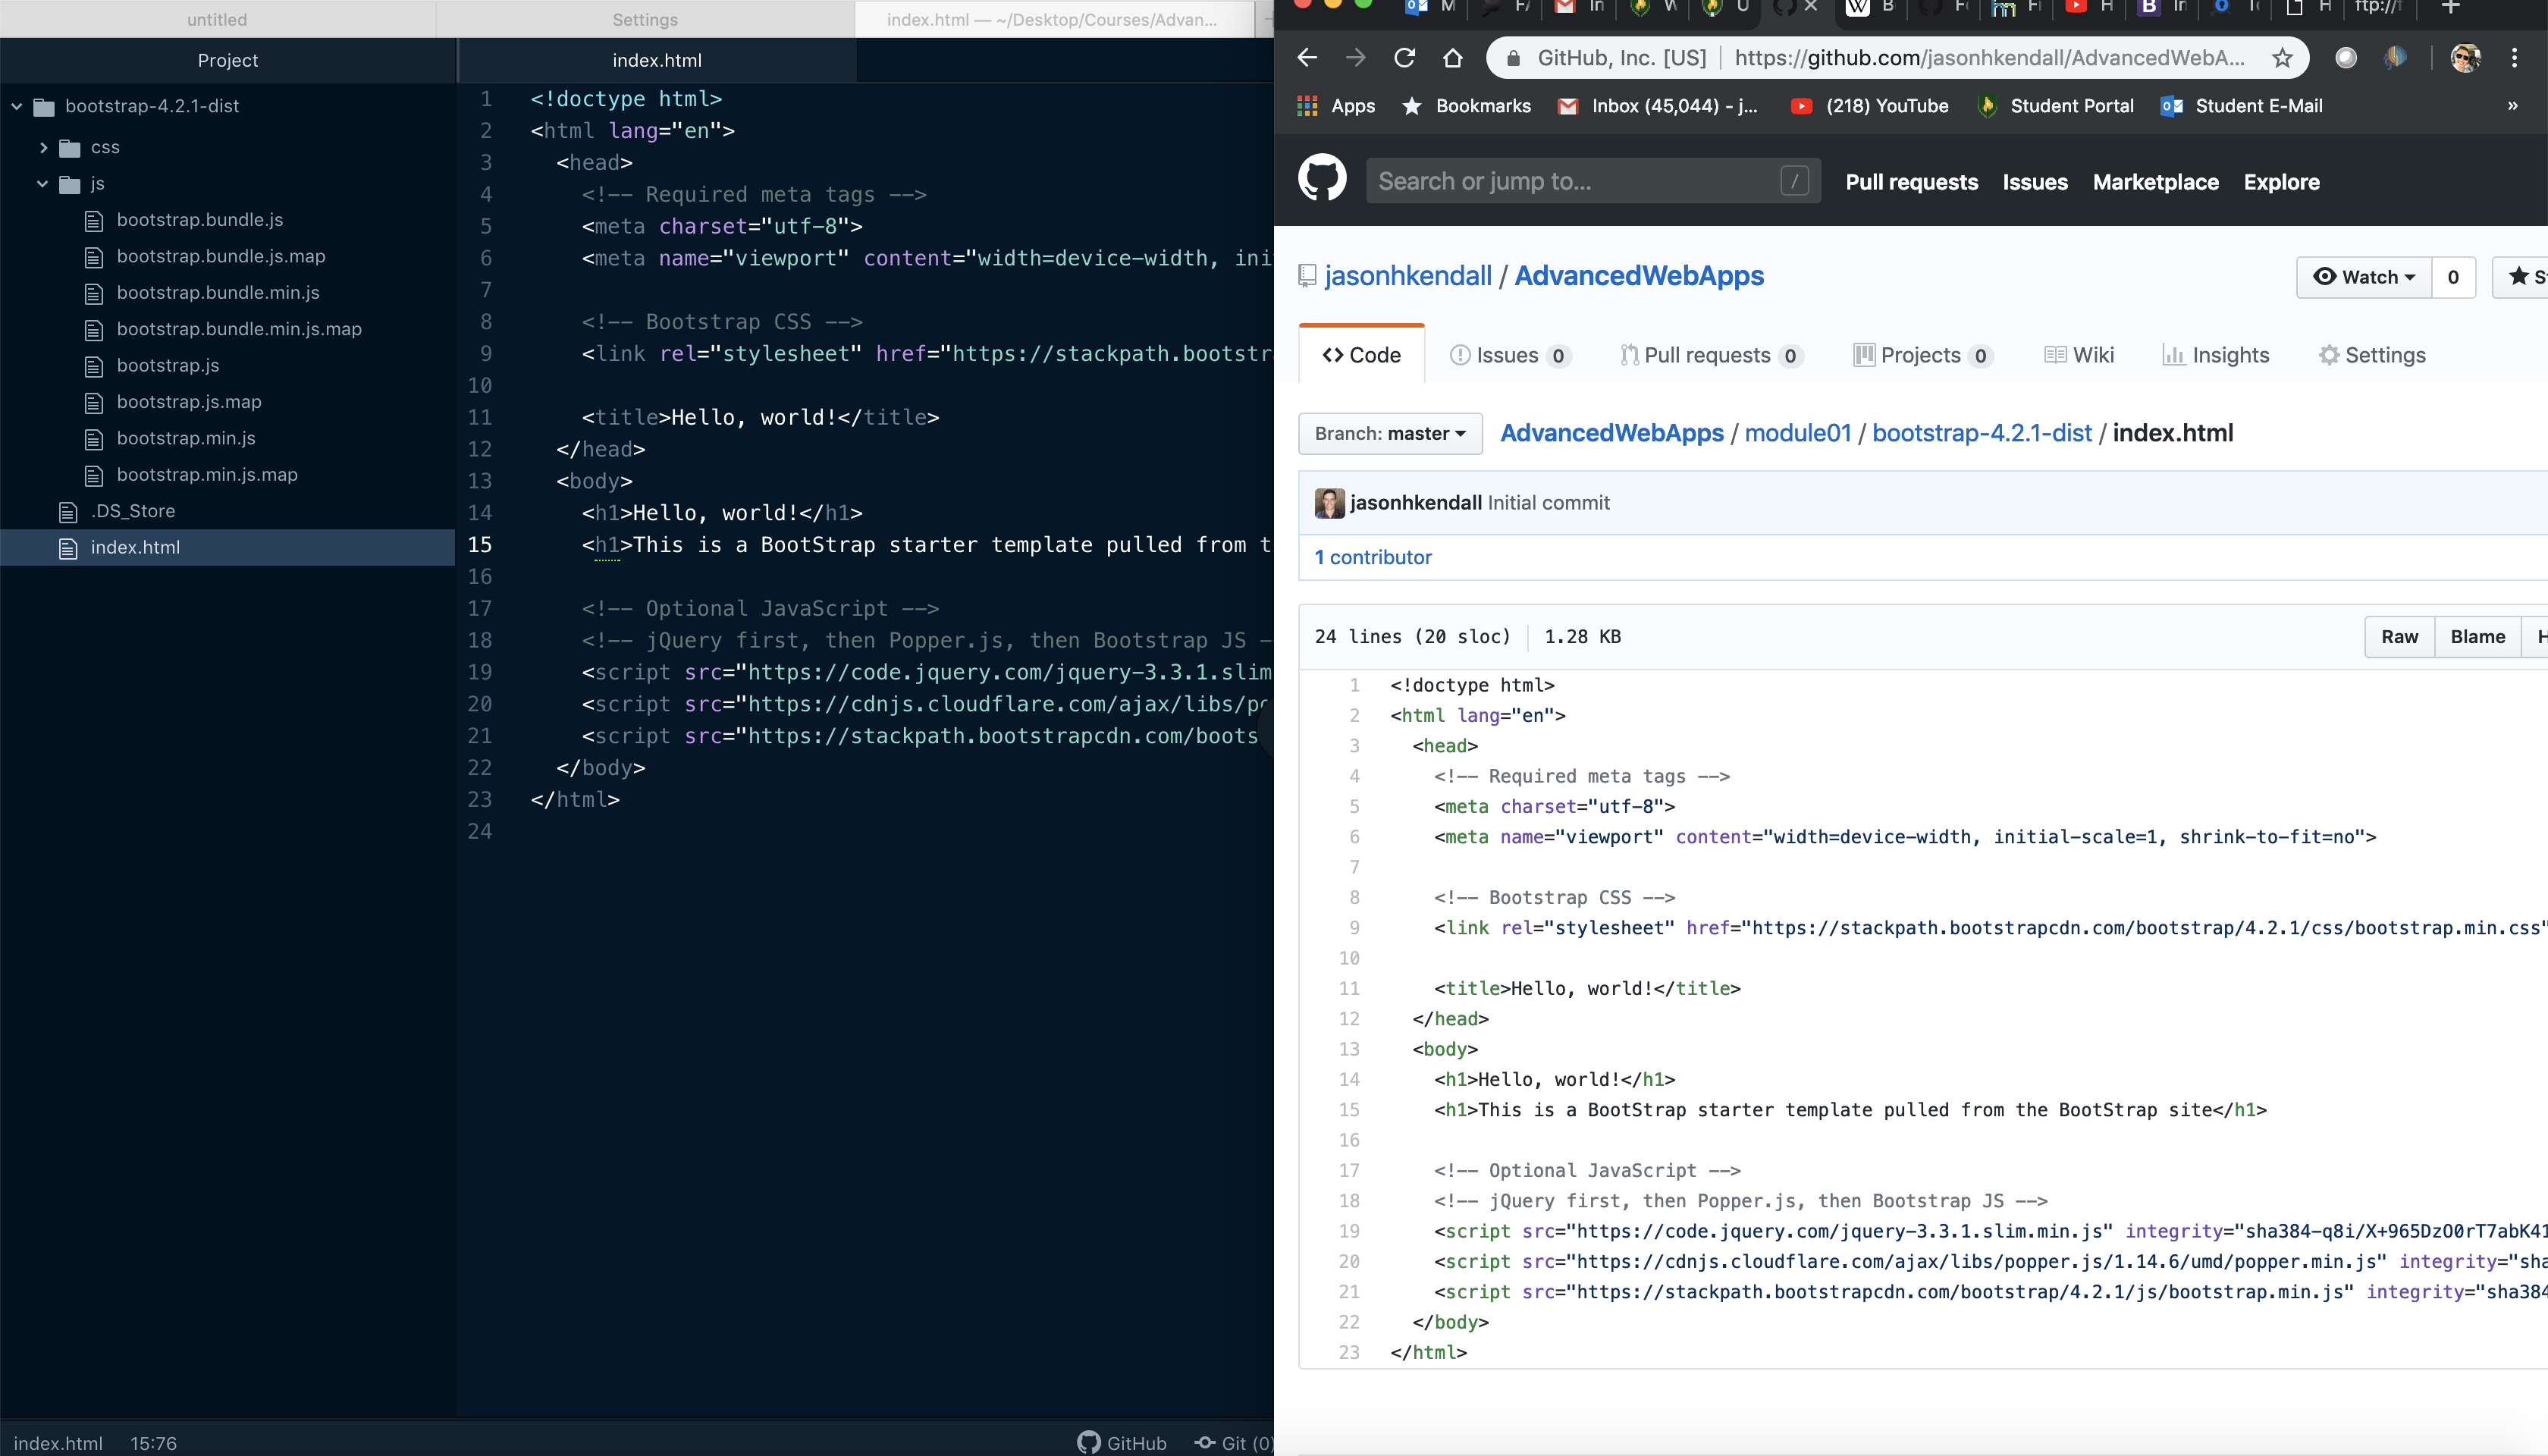 untitled
Settings
index.html — ~/Desktop/Courses/Advan...
Project
index.html
bootstrap-4.2.1-dist
css
js
bootstrap.bundle.js
bootstrap.bundle.js.map
bootstrap.bundle.min.js
bootstrap.bundle.min.js.map
bootstrap.js
bootstrap.js.map
bootstrap.min.js
bootstrap.min.js.map
.DS_Store
index.html
1 <!doctype html>
2 <html lang="en">
3 <head>
4 <!-- Required meta tags -->
5 <meta charset="utf-8">
6 <meta name="viewport" content="width=device-width, ini
7
8 <!-- Bootstrap CSS -->
9 <link rel="stylesheet" href="https://stackpath.bootstr
10
11 <title>Hello, world!</title>
12 </head>
13 <body>
14 <h1>Hello, world!</h1>
15 <h1>This is a BootStrap starter template pulled from t
16
17 <!-- Optional JavaScript -->
18 <!-- jQuery first, then Popper.js, then Bootstrap JS -
19 <script src="https://code.jquery.com/jquery-3.3.1.slim
20 <script src="https://cdnjs.cloudflare.com/ajax/libs/po
21 <script src="https://stackpath.bootstrapcdn.com/boots
22 </body>
23 </html>
24
index.html 15:76 GitHub Git (0)
GitHub, Inc. [US] https://github.com/jasonhkendall/AdvancedWebA...
Apps Bookmarks Inbox (45,044) - j... (218) YouTube Student Portal Student E-Mail »
Search or jump to... / Pull requests Issues Marketplace Explore
jasonhkendall / AdvancedWebApps Watch 0
Code Issues 0 Pull requests 0 Projects 0 Wiki Insights Settings
Branch: master AdvancedWebApps / module01 / bootstrap-4.2.1-dist / index.html
jasonhkendall Initial commit
1 contributor
24 lines (20 sloc) 1.28 KB Raw Blame
1 <!doctype html>
2 <html lang="en">
3 <head>
4 <!-- Required meta tags -->
5 <meta charset="utf-8">
6 <meta name="viewport" content="width=device-width, initial-scale=1, shrink-to-fit=no">
7
8 <!-- Bootstrap CSS -->
9 <link rel="stylesheet" href="https://stackpath.bootstrapcdn.com/bootstrap/4.2.1/css/bootstrap.min.css"
10
11 <title>Hello, world!</title>
12 </head>
13 <body>
14 <h1>Hello, world!</h1>
15 <h1>This is a BootStrap starter template pulled from the BootStrap site</h1>
16
17 <!-- Optional JavaScript -->
18 <!-- jQuery first, then Popper.js, then Bootstrap JS -->
19 <script src="https://code.jquery.com/jquery-3.3.1.slim.min.js" integrity="sha384-q8i/X+965DzO0rT7abK41
20 <script src="https://cdnjs.cloudflare.com/ajax/libs/popper.js/1.14.6/umd/popper.min.js" integrity="sha
21 <script src="https://stackpath.bootstrapcdn.com/bootstrap/4.2.1/js/bootstrap.min.js" integrity="sha384
22 </body>
23 </html>